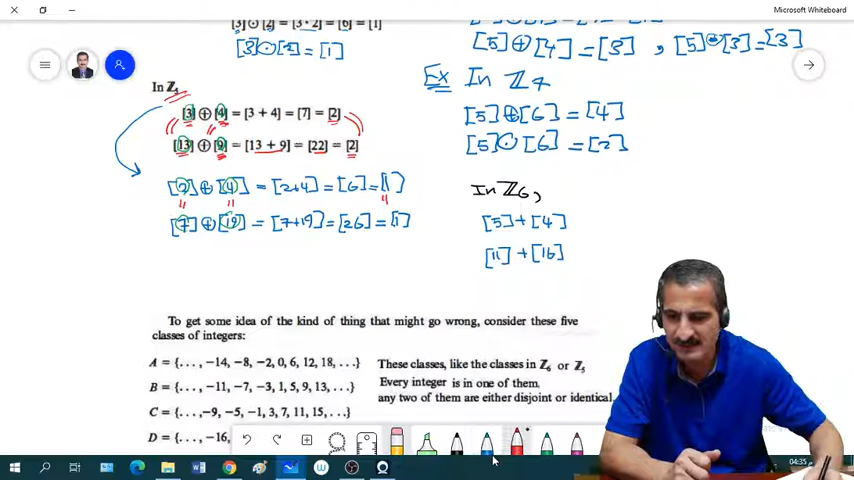 Microsoft Whiteboard
[3] ⊙ [2] = [3 · 2] = [6] = [1]
[3]⊙[2] = [1]
[5]⊕[4] = [3] , [5]⊙[3] = [3]
In ℤ5
Ex In ℤ7
[3] ⊕ [4] = [3 + 4] = [7] = [2]
[13] ⊕ [9] = [13 + 9] = [22] = [2]
[5]⊕[6] = [4]
[5]⊙[6] = [2]
[2]⊕[4] = [2+4] = [6] = [1]
[7]⊕[19] = [7+19] = [26] = [1]
In ℤ6,
[5] + [4]
[11] + [16]
To get some idea of the kind of thing that might go wrong, consider these five
classes of integers:
A = {. . . , −14, −8, −2, 0, 6, 12, 18, . . .}
B = {. . . , −11, −7, −3, 1, 5, 9, 13, . . .}
C = {. . . , −9, −5, −1, 3, 7, 11, 15, . . .}
D = {. . . , −16,
These classes, like the classes in ℤ6 or ℤ5
Every integer is in one of them,
any two of them are either disjoint or identical.
04:35